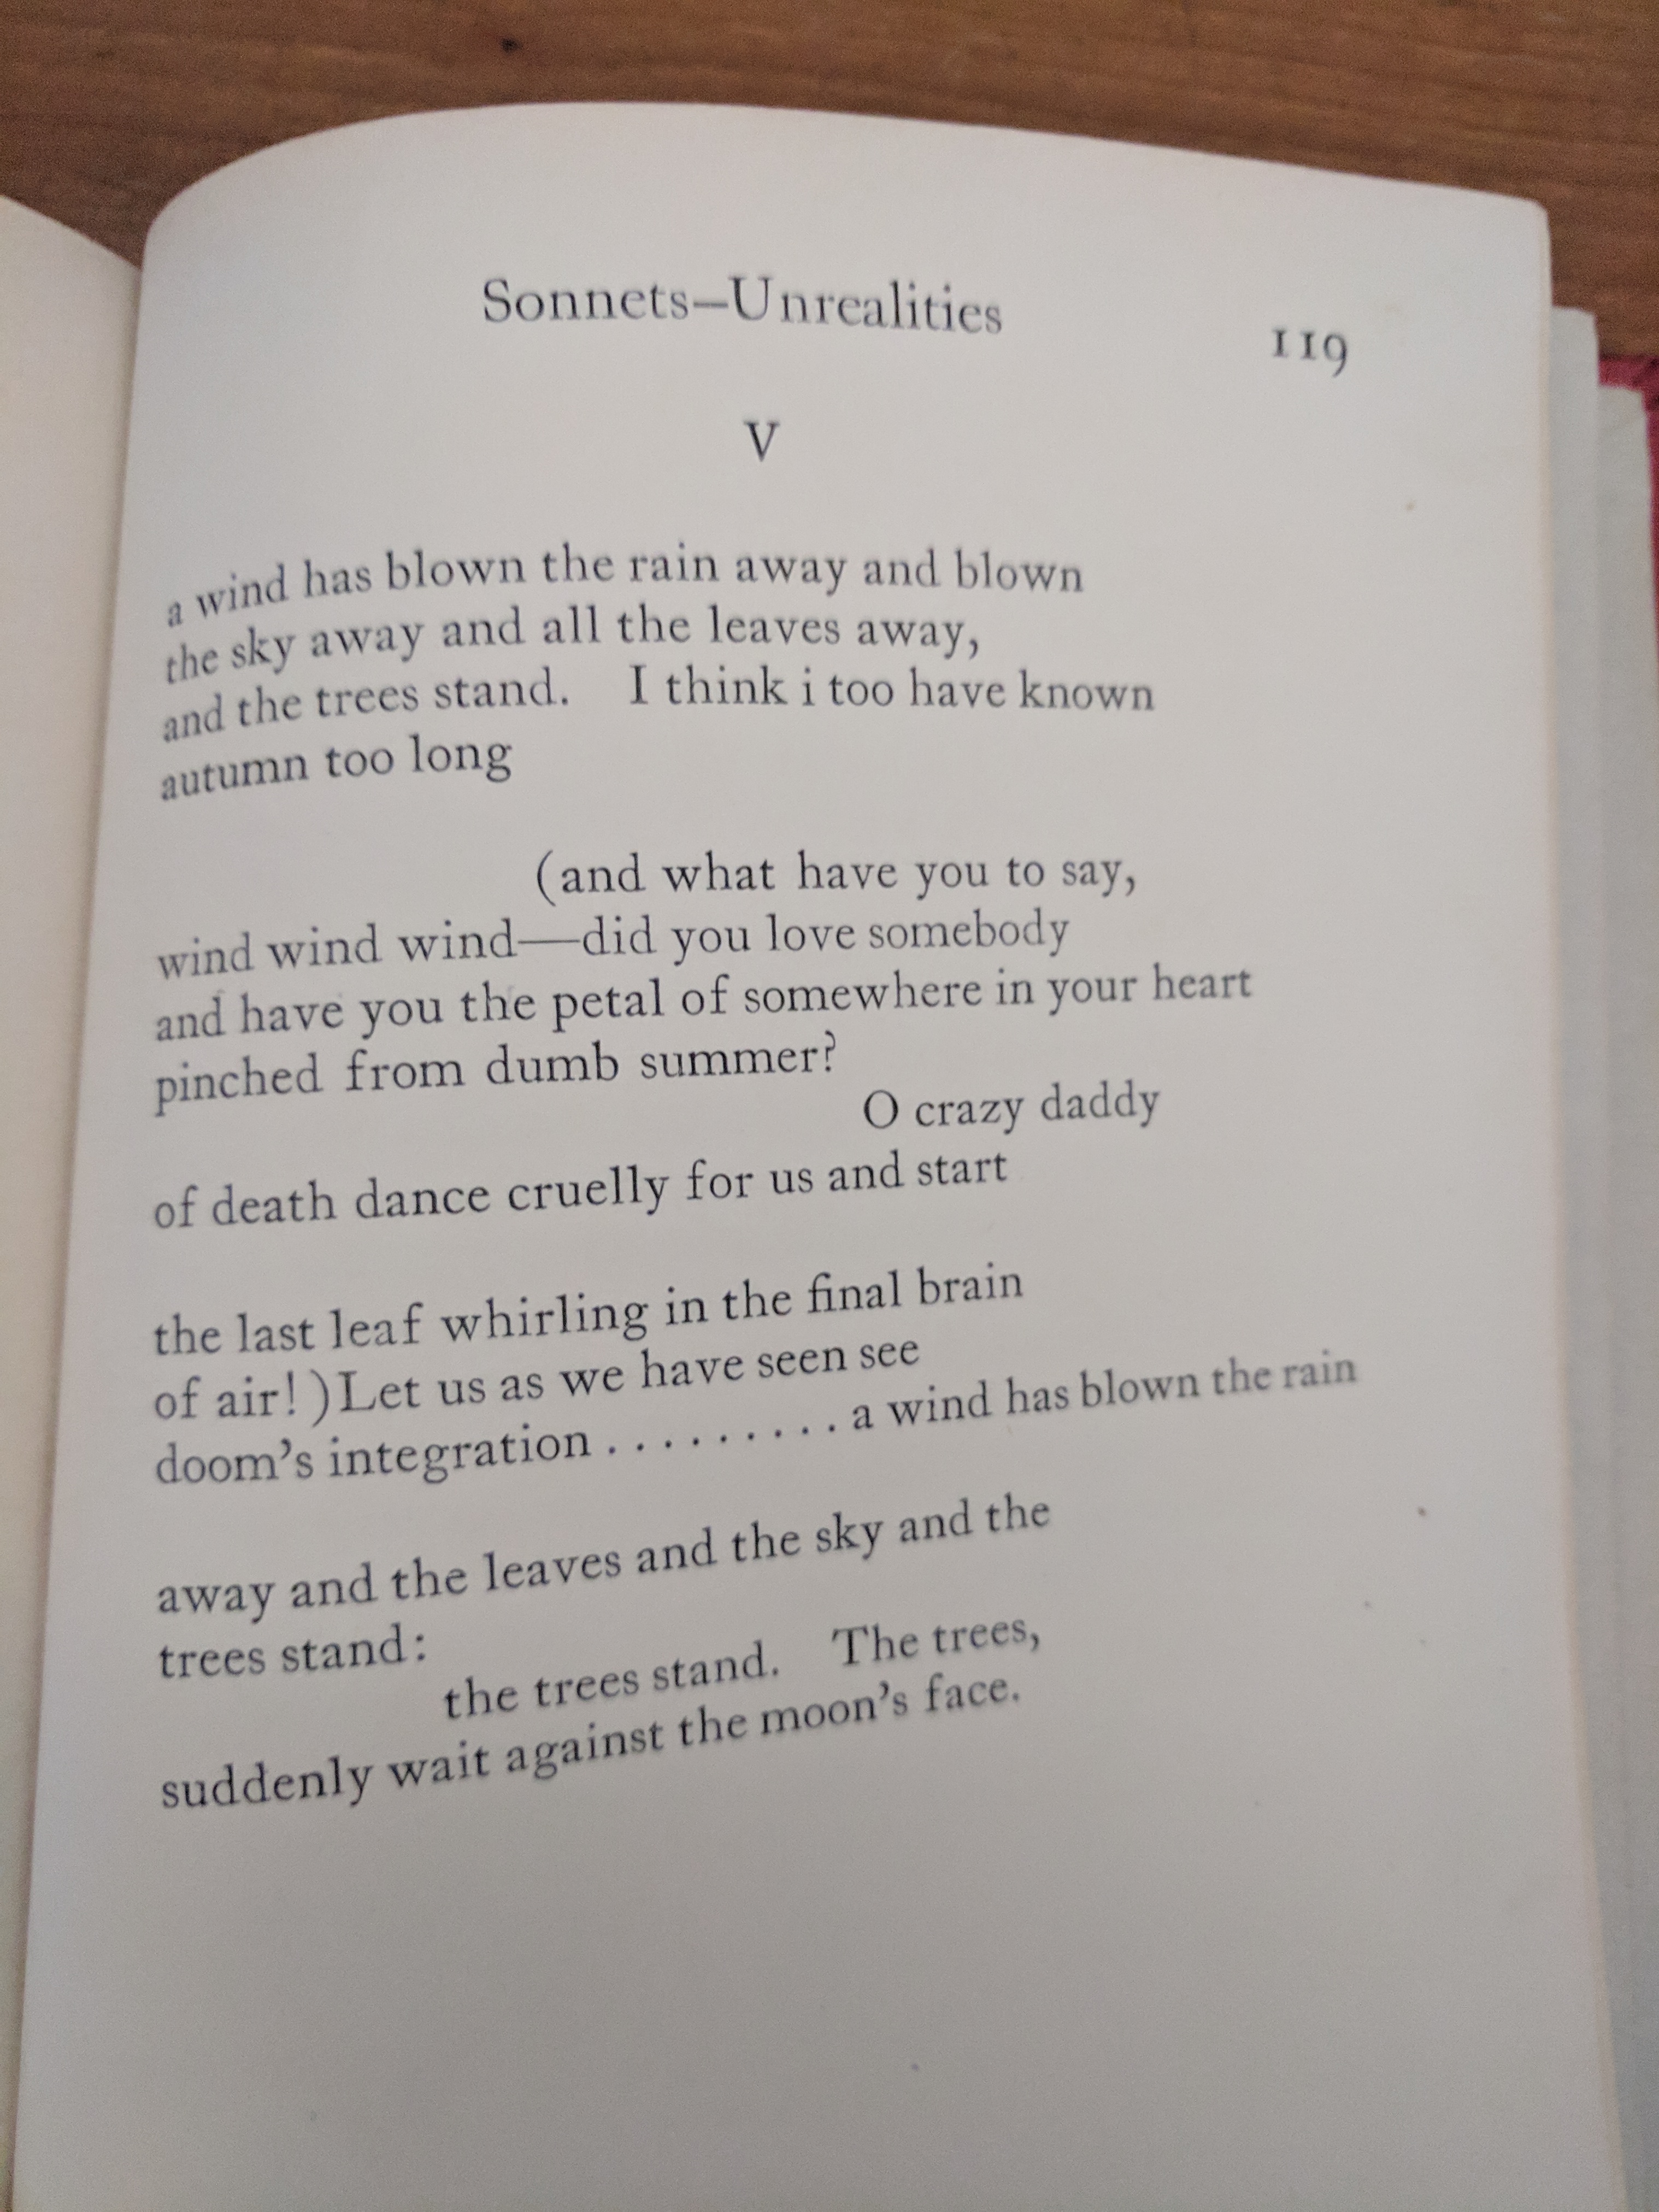 Sonnets–Unrealities
119
V
a wind has blown the rain away and blown
the sky away and all the leaves away,
and the trees stand. I think i too have known
autumn too long
(and what have you to say,
wind wind wind—did you love somebody
and have you the petal of somewhere in your heart
pinched from dumb summer?
O crazy daddy
of death dance cruelly for us and start
the last leaf whirling in the final brain
of air!)Let us as we have seen see
doom's integration.........a wind has blown the rain
away and the leaves and the sky and the
trees stand:
the trees stand. The trees,
suddenly wait against the moon's face.